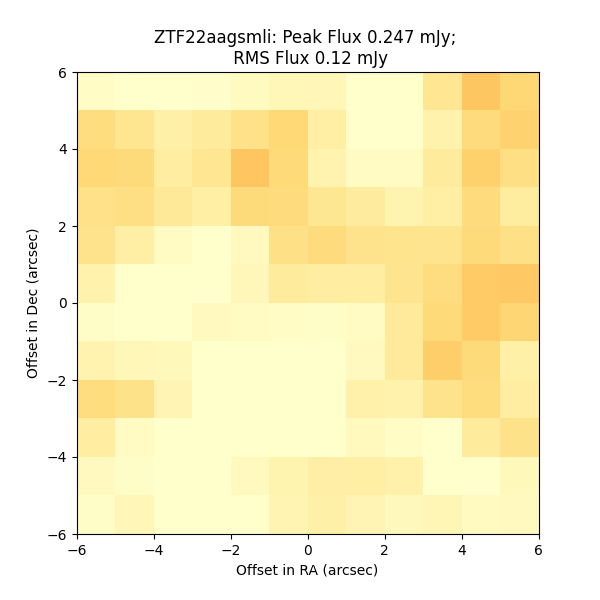 ZTF22aagsmli: Peak Flux 0.247 mJy;
RMS Flux 0.12 mJy
6
4
2
0
−2
−4
−6
Offset in Dec (arcsec)
−6 −4 −2 0 2 4 6
Offset in RA (arcsec)